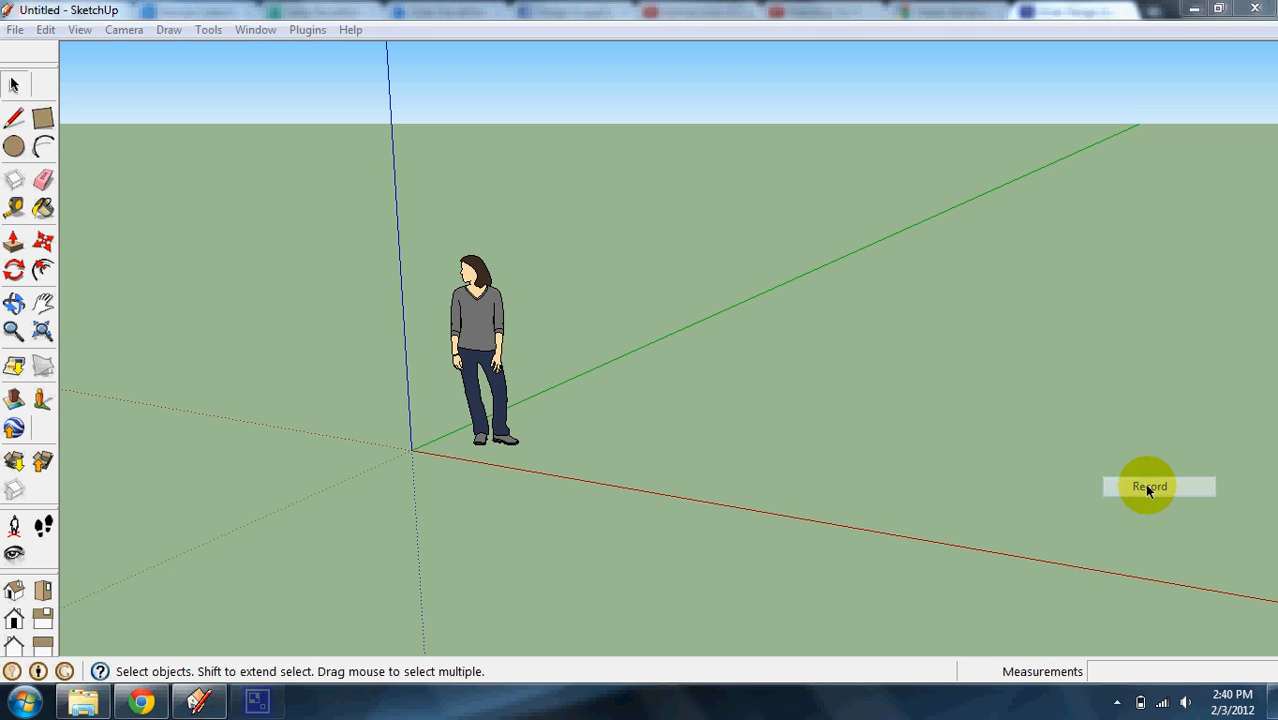 Untitled - SketchUp
File Edit View Camera Draw Tools Window Plugins Help
Record
Select objects. Shift to extend select. Drag mouse to select multiple.
Measurements
2:40 PM
2/3/2012